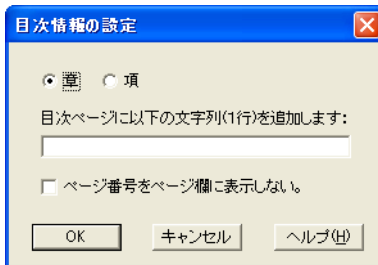 目次情報の設定
章 項
目次ページに以下の文字列(1行)を追加します:
ページ番号をページ欄に表示しない。
OK キャンセル ヘルプ(H)